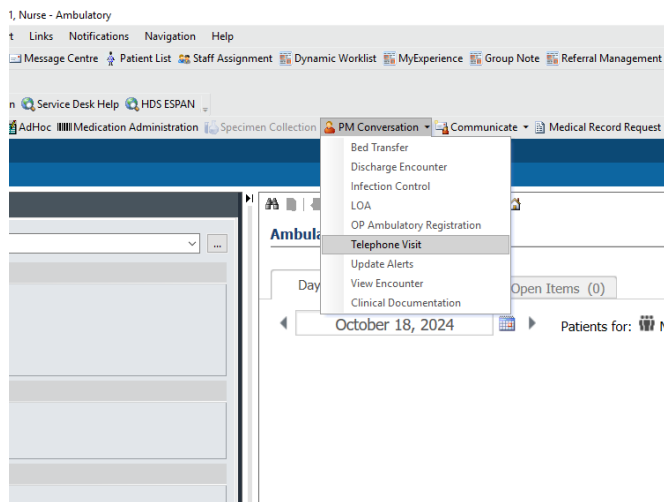 1, Nurse - Ambulatory
t Links Notifications Navigation Help
Message Centre Patient List Staff Assignment Dynamic Worklist MyExperience Group Note Referral Management
n Service Desk Help HDS ESPAN
AdHoc Medication Administration Specimen Collection PM Conversation Communicate Medical Record Request
Bed Transfer
Discharge Encounter
Infection Control
LOA
OP Ambulatory Registration
Telephone Visit
Update Alerts
View Encounter
Clinical Documentation
...
Ambula
Day
Open Items (0)
October 18, 2024
Patients for: M